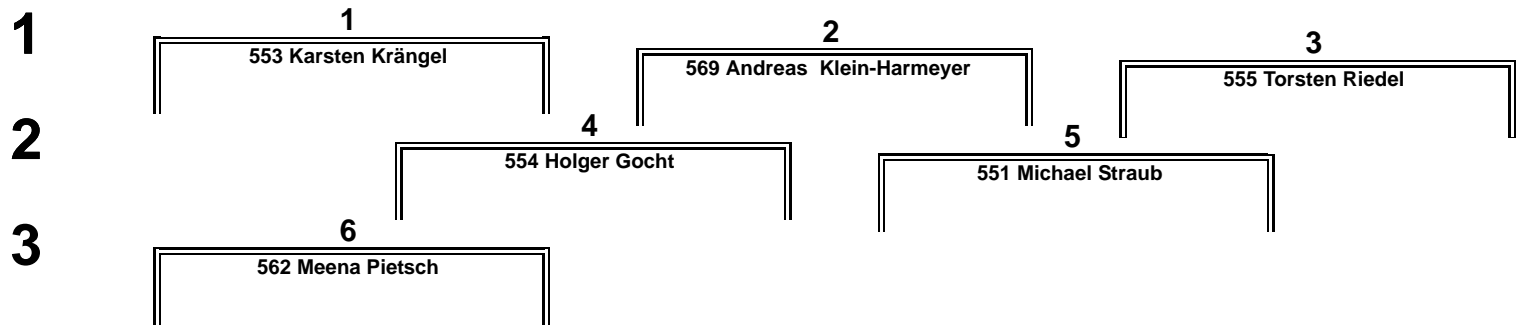 1
1
553 Karsten Krängel
2
569 Andreas Klein-Harmeyer
3
555 Torsten Riedel
2
4
554 Holger Gocht
5
551 Michael Straub
3
6
562 Meena Pietsch